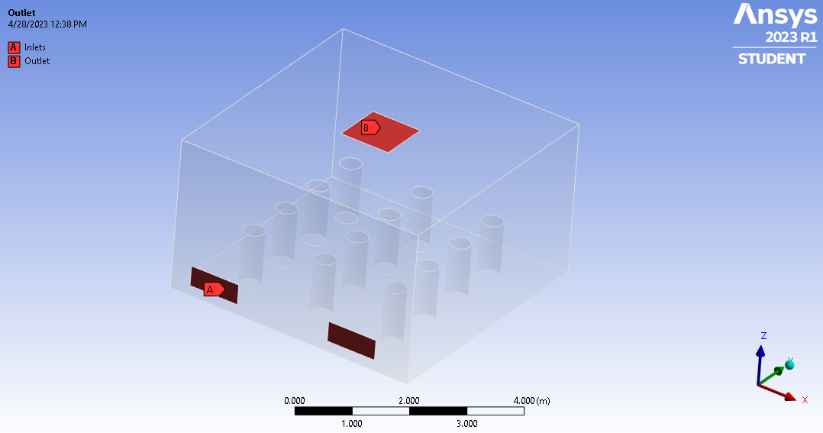 Outlet
4/28/2023 12:38 PM
A Inlets
B Outlet
Ansys
2023 R1
STUDENT
B
A
0.000 2.000 4.000 (m)
1.000 3.000
Z
Y
X